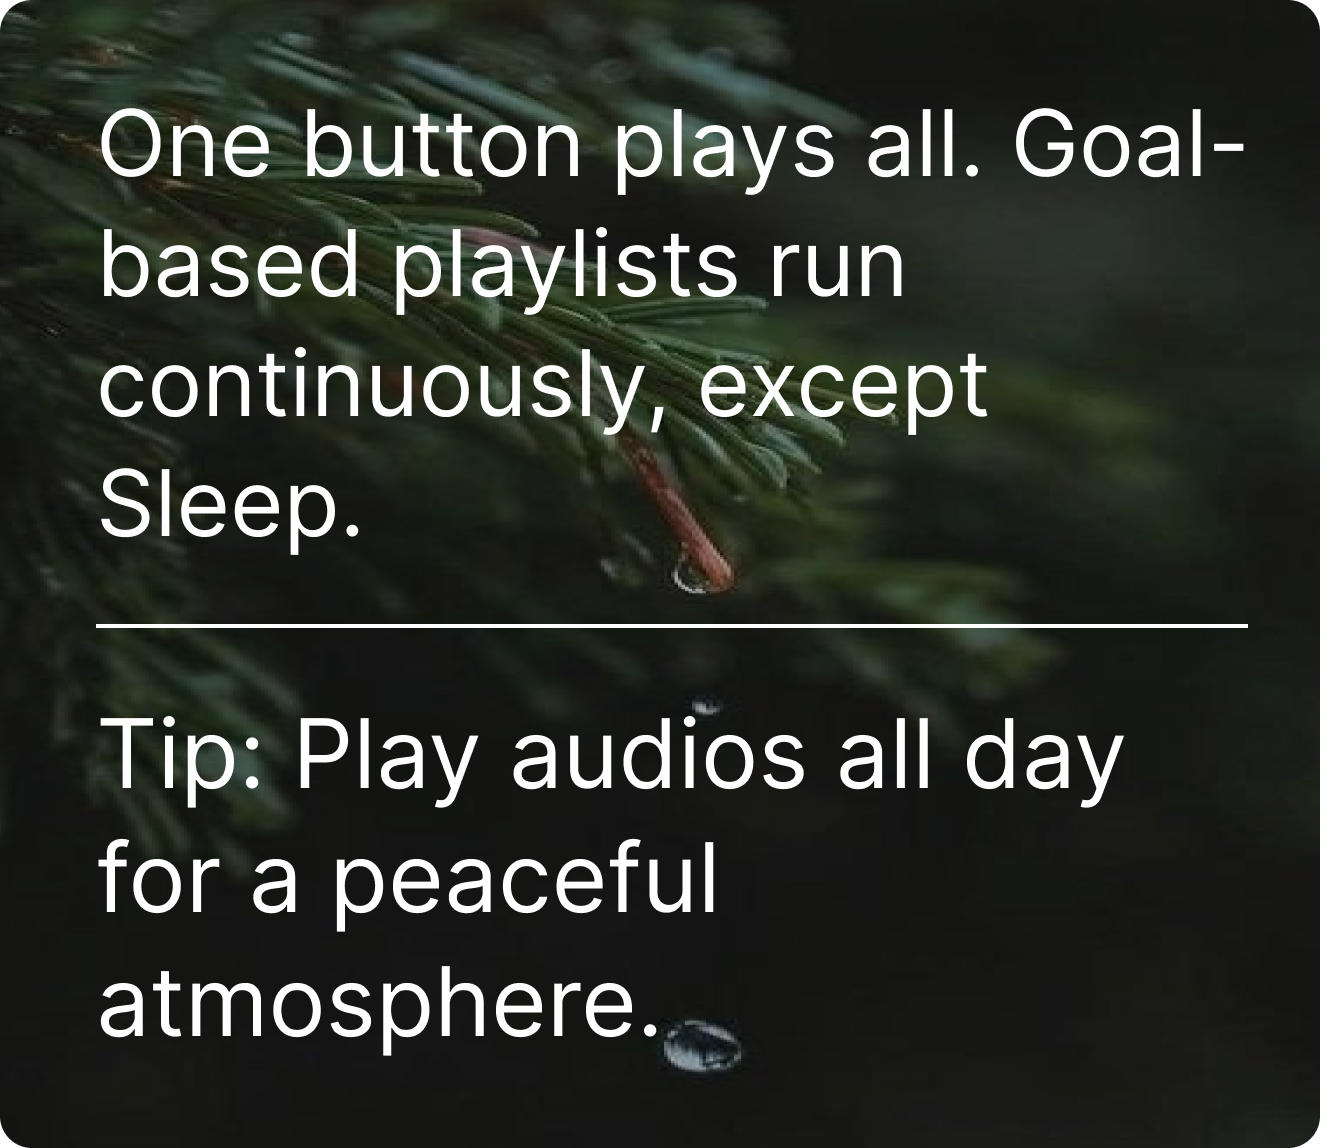 One button plays all. Goal-
based playlists run
continuously, except
Sleep.
Tip: Play audios all day
for a peaceful
atmosphere.